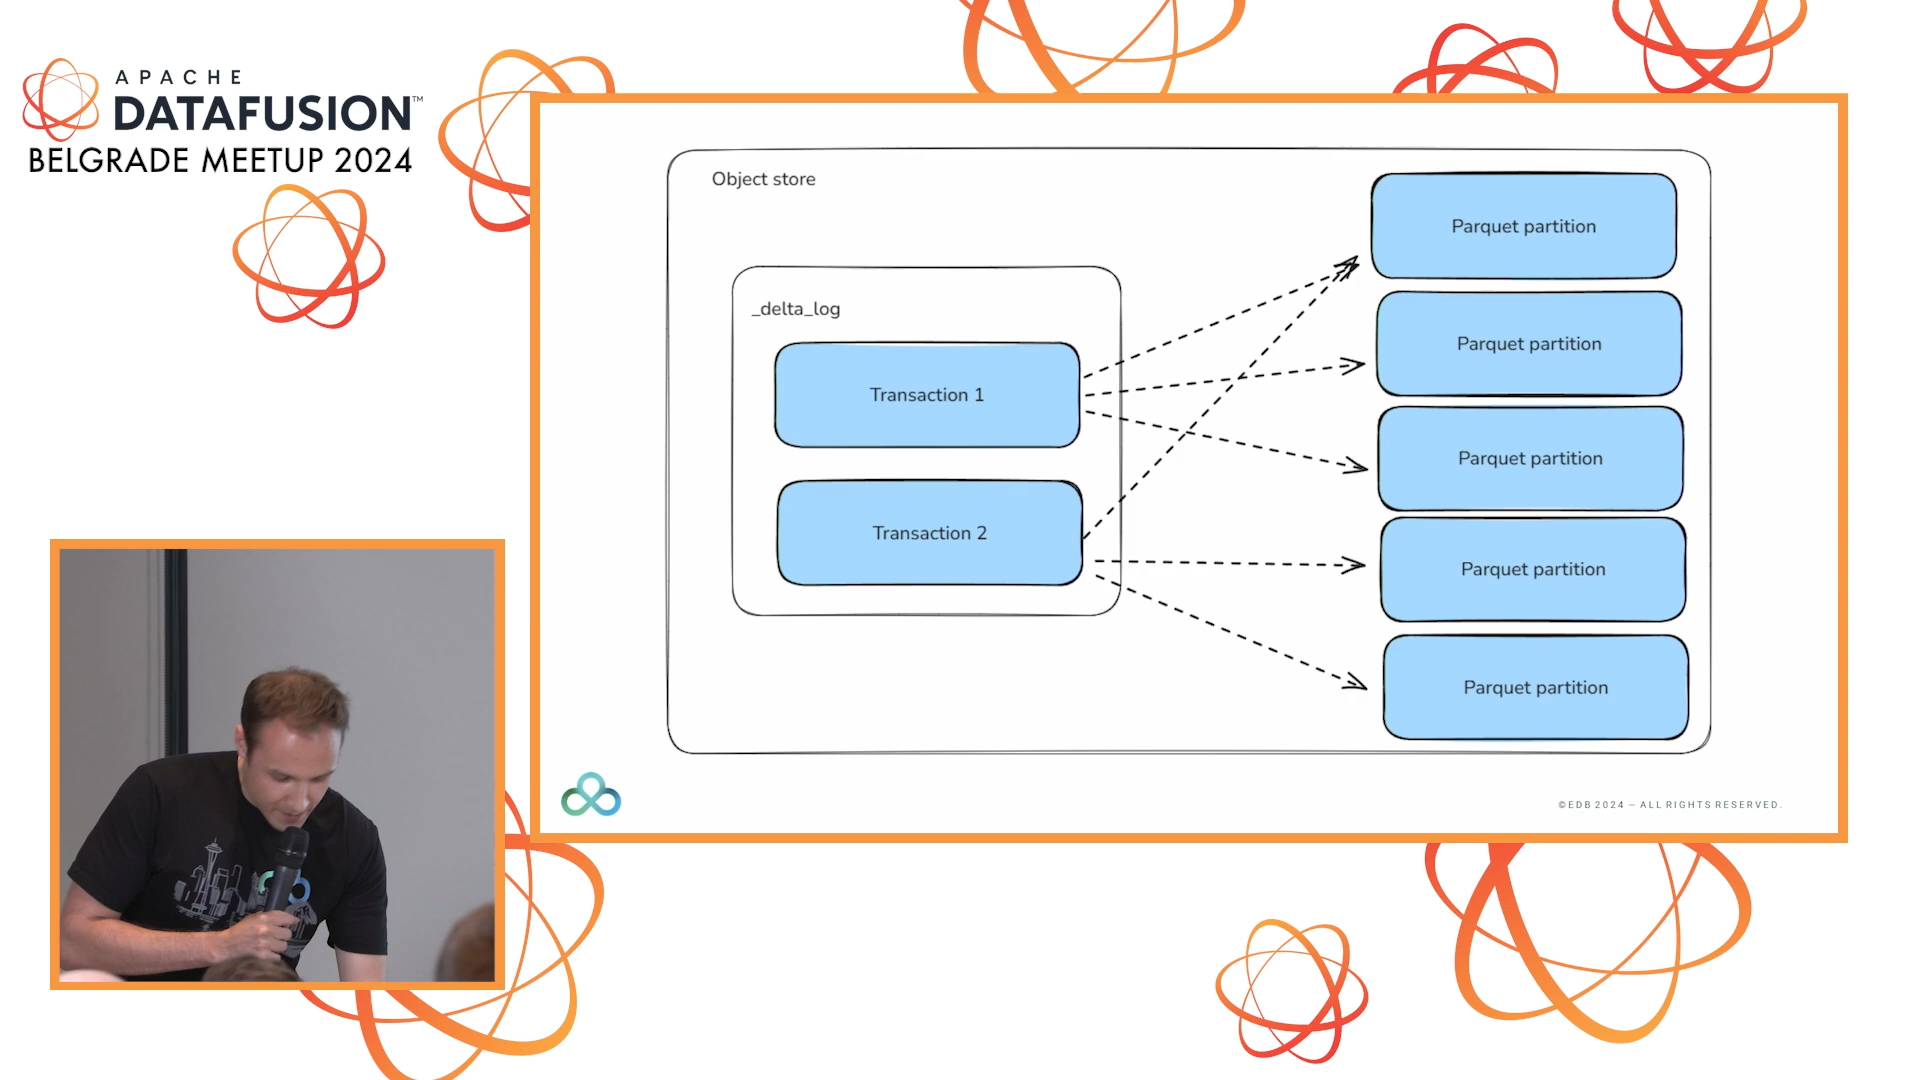 APACHE
DATAFUSION™
BELGRADE MEETUP 2024
Object store
_delta_log
Transaction 1
Transaction 2
Parquet partition
Parquet partition
Parquet partition
Parquet partition
Parquet partition
©EDB 2024 — ALL RIGHTS RESERVED.